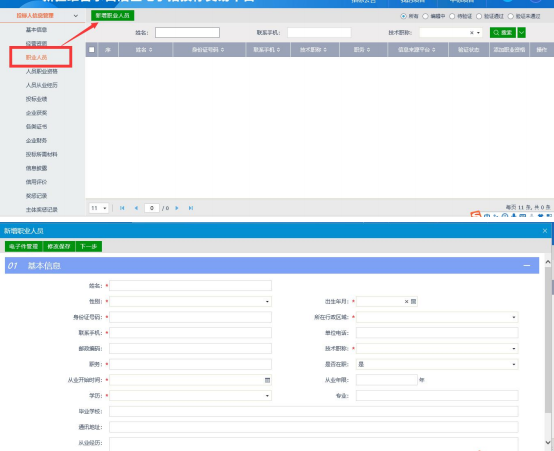 投标人信息管理
新增职业人员
所有 编辑中 待验证 验证通过 验证未通过
基本信息
经营资质
职业人员
人员职业资格
人员从业经历
投标业绩
企业获奖
信用评价
奖惩记录
主体奖惩记录
企业财务
投标所需材料
信息披露
姓名:
联系手机:
技术职称:
搜索
序 姓名 身份证号码 联系手机 技术职称 职务 信息来源平台 验证状态 添加职业资格 操作
11 0 / 0
每页 11 条, 共 0 条
新增职业人员
电子件管理 修改保存 下一步
01 基本信息
姓名: *
性别: * 出生年月: *
身份证号码: * 所在行政区域: *
联系手机: * 单位电话:
邮政编码: 技术职称: *
职务: * 是否在职: 是
从业开始时间: * 从业年限: 年
学历: * 专业:
毕业学校:
通讯地址:
从业经历: